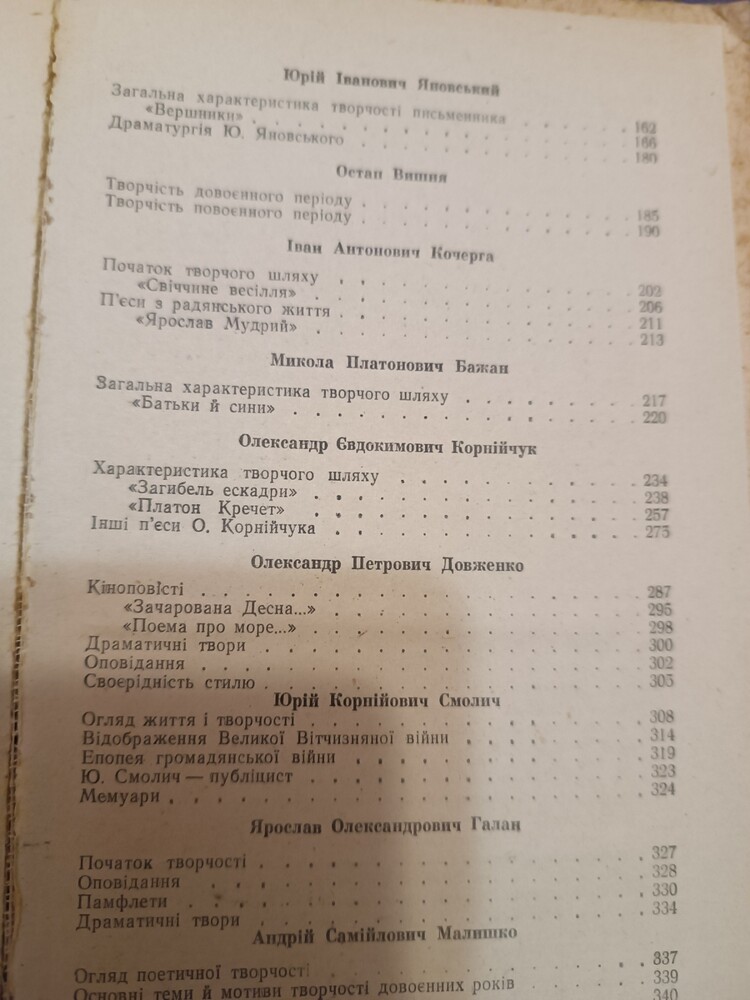 Юрій Іванович Яновський
Загальна характеристика творчості письменника . . . . . . 162
«Вершники» . . . . . . . . . . . . . 166
Драматургія Ю. Яновського . . . . . . . . . . . 180
Остап Вишня
Творчість довоєнного періоду . . . . . . . . . . 185
Творчість повоєнного періоду . . . . . . . . . . 190
Іван Антонович Кочерга
Початок творчого шляху . . . . . . . . . . . 202
«Свіччине весілля» . . . . . . . . . . . 206
П'єси з радянського життя . . . . . . . . . . . 211
«Ярослав Мудрий» . . . . . . . . . . . 213
Микола Платонович Бажан
Загальна характеристика творчого шляху . . . . . . . 217
«Батьки й сини» . . . . . . . . . . . . 220
Олександр Євдокимович Корнійчук
Характеристика творчого шляху . . . . . . . . . 234
«Загибель ескадри» . . . . . . . . . . . 238
«Платон Кречет» . . . . . . . . . . . 257
Інші п'єси О. Корнійчука . . . . . . . . . . . 275
Олександр Петрович Довженко
Кіноповісті . . . . . . . . . . . . . . 287
«Зачарована Десна...» . . . . . . . . . . 295
«Поема про море...» . . . . . . . . . . . 298
Драматичні твори . . . . . . . . . . . . . 300
Оповідання . . . . . . . . . . . . . . 302
Своєрідність стилю . . . . . . . . . . . . 305
Юрій Корнійович Смолич
Огляд життя і творчості . . . . . . . . . . . 308
Відображення Великої Вітчизняної війни . . . . . . . 314
Епопея громадянської війни . . . . . . . . . . 319
Ю. Смолич — публіцист . . . . . . . . . . . 323
Мемуари . . . . . . . . . . . . . . . 324
Ярослав Олександрович Галан
Початок творчості . . . . . . . . . . . . . 327
Оповідання . . . . . . . . . . . . . . 328
Памфлети . . . . . . . . . . . . . . . 330
Драматичні твори . . . . . . . . . . . . . 334
Андрій Самійлович Малишко
Огляд поетичної творчості . . . . . . . . . . . 337
Основні теми й мотиви творчості довоєнних років . . . . . 339
340